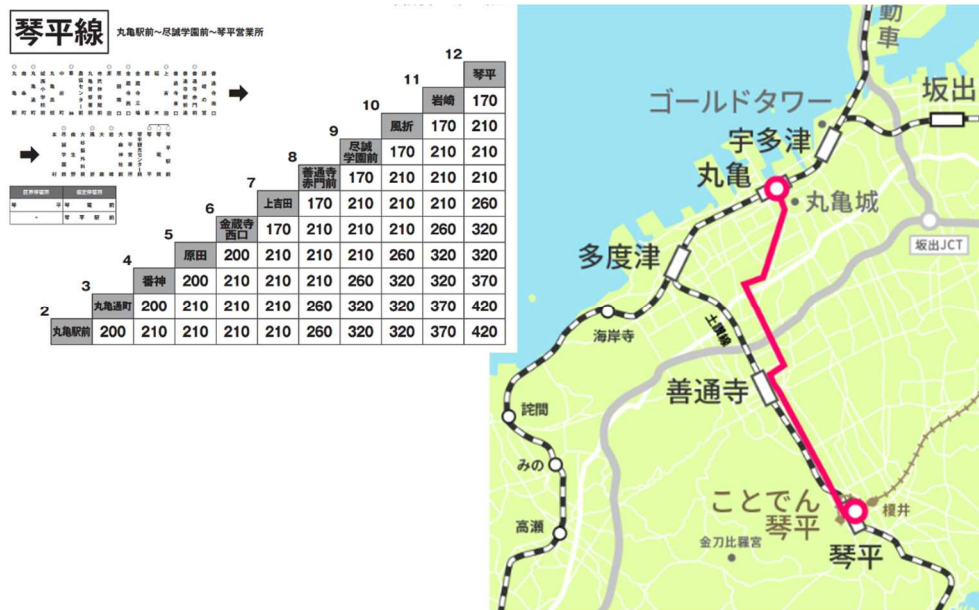 琴平線
丸亀駅前～尽誠学園前～琴平営業所
12
琴平
11
岩崎 170
10
風折 170 210
9
尽誠学園前 170 210 210
8
善通寺赤門前 170 210 210 210
7
上吉田 170 210 210 210 260
6
金蔵寺西口 170 210 210 210 260 320
5
原田 200 210 210 210 260 320 320
4
番神 200 210 210 210 260 320 320 370
3
丸亀通町 200 210 210 210 260 320 320 370 420
2
丸亀駅前 200 210 210 210 210 260 320 320 370 420
動車
ゴールドタワー
坂出
宇多津
丸亀
丸亀城
坂出JCT
多度津
海岸寺
土讃線
善通寺
詫間
みの
高瀬
ことでん
琴平
榎井
金刀比羅宮
琴平